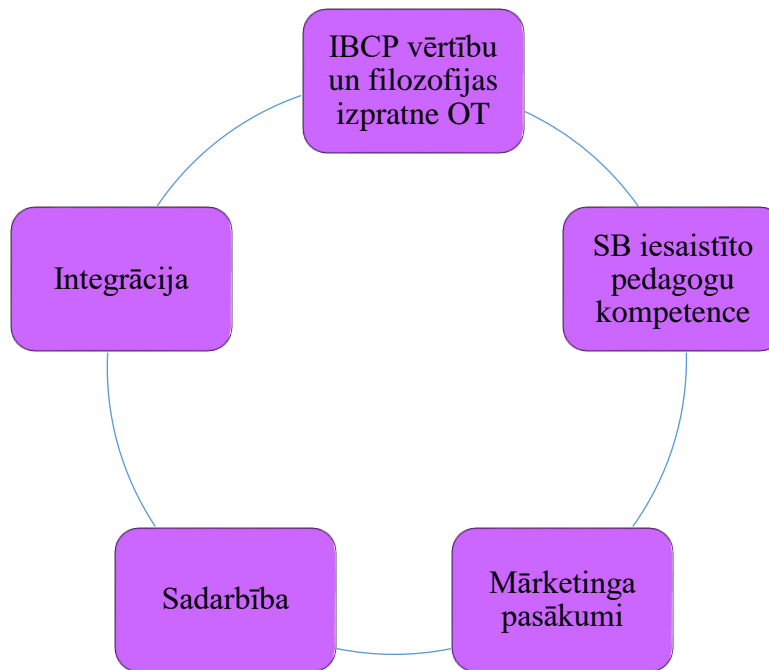 IBCP vērtību
un filozofijas
izpratne OT
SB iesaistīto
pedagogu
kompetence
Mārketinga
pasākumi
Sadarbība
Integrācija